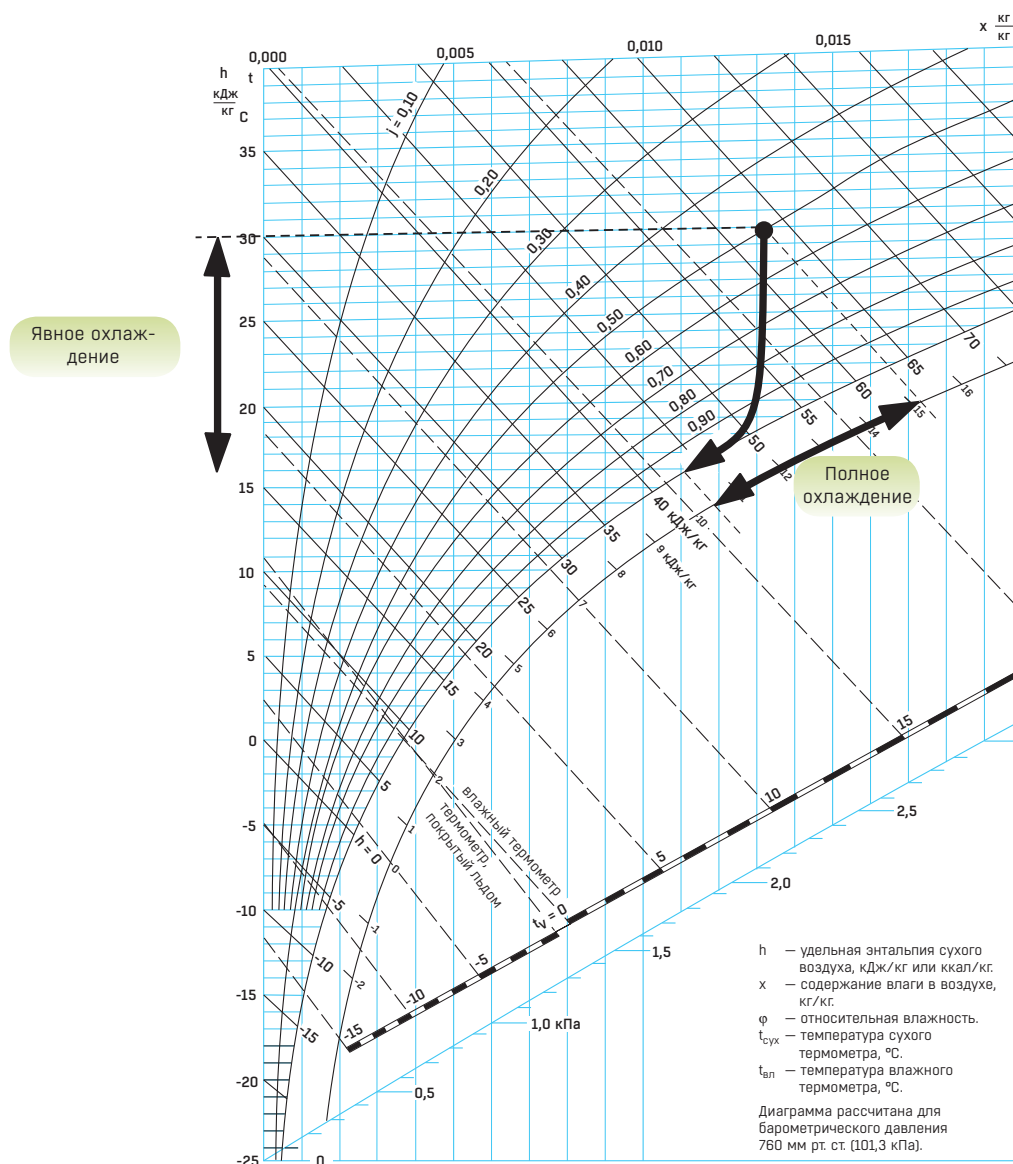 0,000
0,005
0,010
0,015
x кг/кг
h
кДж/кг
t
C
35
30
25
20
15
10
5
0
-5
-10
-15
-20
-25
j = 0,10
0,20
0,30
0,40
0,50
0,60
0,70
0,80
0,90
Явное охлаж-
дение
Полное
охлаждение
70
65
60
55
50
40 кДж/кг
35
30
25
20
15
10
5
h = 0
-5
-10
-15
16
15
14
12
10
9 кДж/кг
8
7
6
5
4
3
2
1
0
-1
-2
влажный термометр
термометр,
покрытый льдом
15
10
5
0
-5
-10
-15
2,5
2,0
1,5
1,0 кПа
0,5
0
h — удельная энтальпия сухого
воздуха, кДж/кг или ккал/кг.
x — содержание влаги в воздухе,
кг/кг.
φ — относительная влажность.
tсух — температура сухого
термометра, °C.
tвл — температура влажного
термометра, °C.
Диаграмма рассчитана для
барометрического давления
760 мм рт. ст. (101,3 кПа).